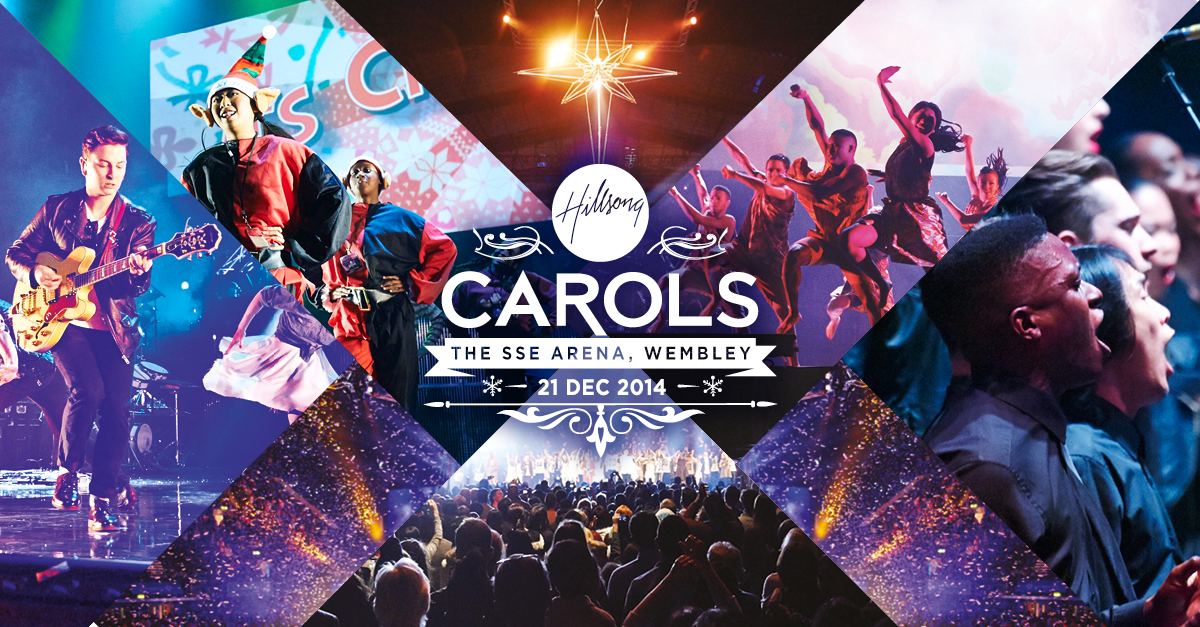 Hillsong
CAROLS
THE SSE ARENA, WEMBLEY
21 DEC 2014